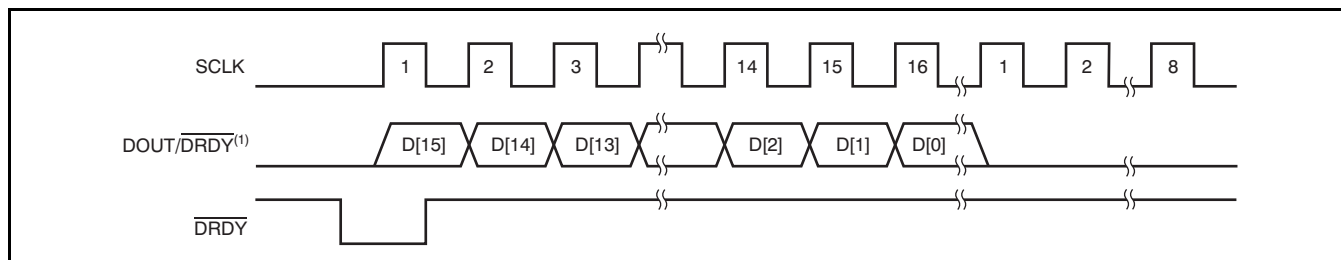 SCLK 1 2 3 14 15 16 1 2 8
DOUT/DRDY(1) D[15] D[14] D[13] D[2] D[1] D[0]
DRDY